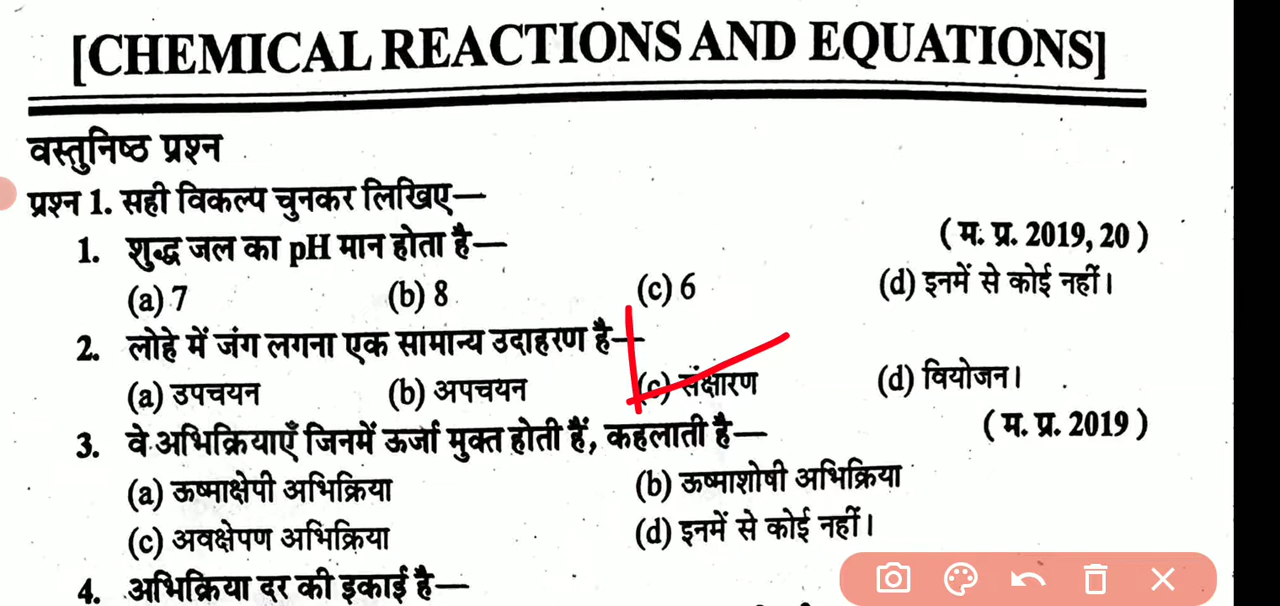 [CHEMICAL REACTIONS AND EQUATIONS]
वस्तुनिष्ठ प्रश्न
प्रश्न 1. सही विकल्प चुनकर लिखिए—
1. शुद्ध जल का pH मान होता है— (म. प्र. 2019, 20)
(a) 7 (b) 8 (c) 6 (d) इनमें से कोई नहीं।
2. लोहे में जंग लगना एक सामान्य उदाहरण है—
(a) उपचयन (b) अपचयन (c) संक्षारण (d) वियोजन।
3. वे अभिक्रियाएँ जिनमें ऊर्जा मुक्त होती हैं, कहलाती है— (म. प्र. 2019)
(a) ऊष्माक्षेपी अभिक्रिया (b) ऊष्माशोषी अभिक्रिया
(c) अवक्षेपण अभिक्रिया (d) इनमें से कोई नहीं।
4. अभिक्रिया दर की इकाई है—